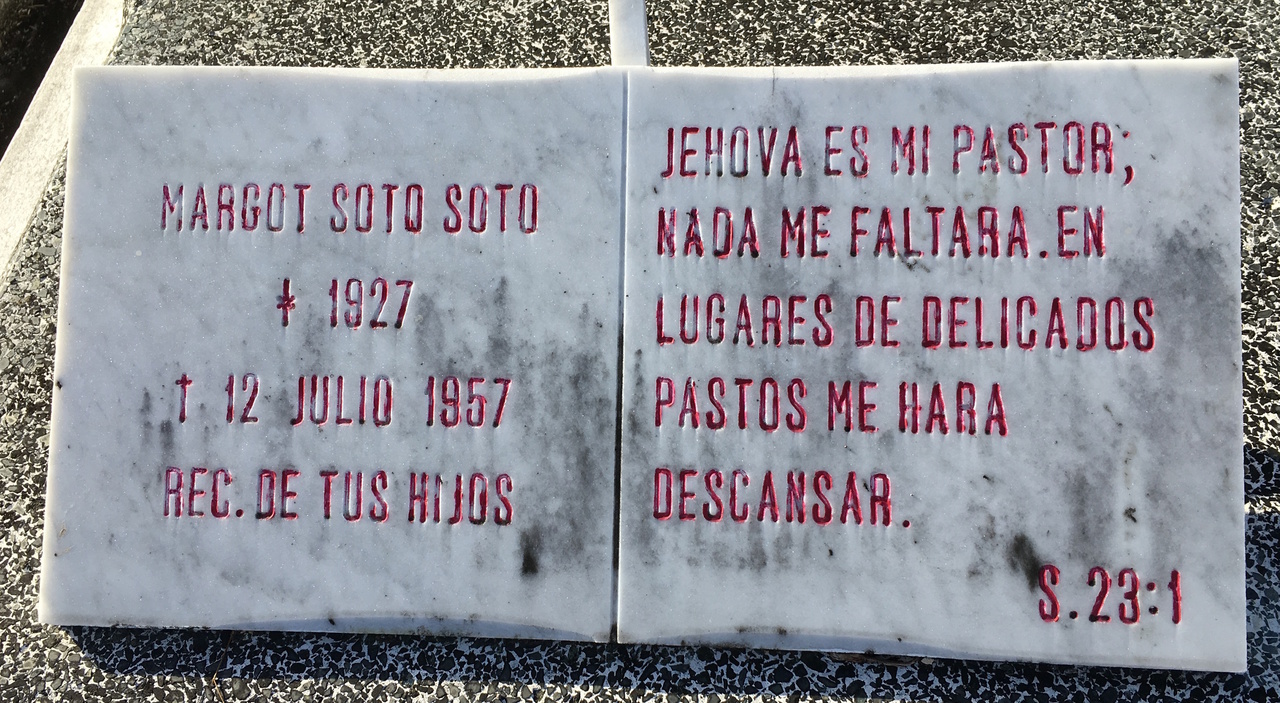 MARGOT SOTO SOTO
* 1927
† 12 JULIO 1957
REC. DE TUS HIJOS
JEHOVA ES MI PASTOR;
NADA ME FALTARA. EN
LUGARES DE DELICADOS
PASTOS ME HARA
DESCANSAR.
S. 23:1